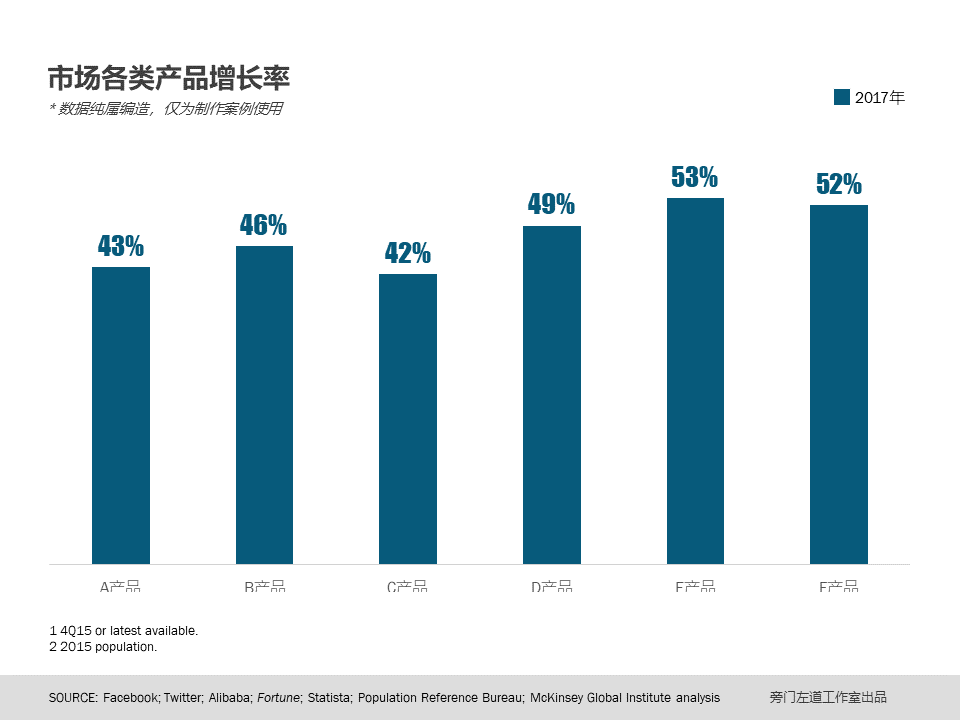 市场各类产品增长率
* 数据纯属编造，仅为制作案例使用
2017年
43%
46%
42%
49%
53%
52%
A产品
B产品
C产品
D产品
E产品
F产品
1 4Q15 or latest available.
2 2015 population.
SOURCE: Facebook; Twitter; Alibaba; Fortune; Statista; Population Reference Bureau; McKinsey Global Institute analysis
旁门左道工作室出品